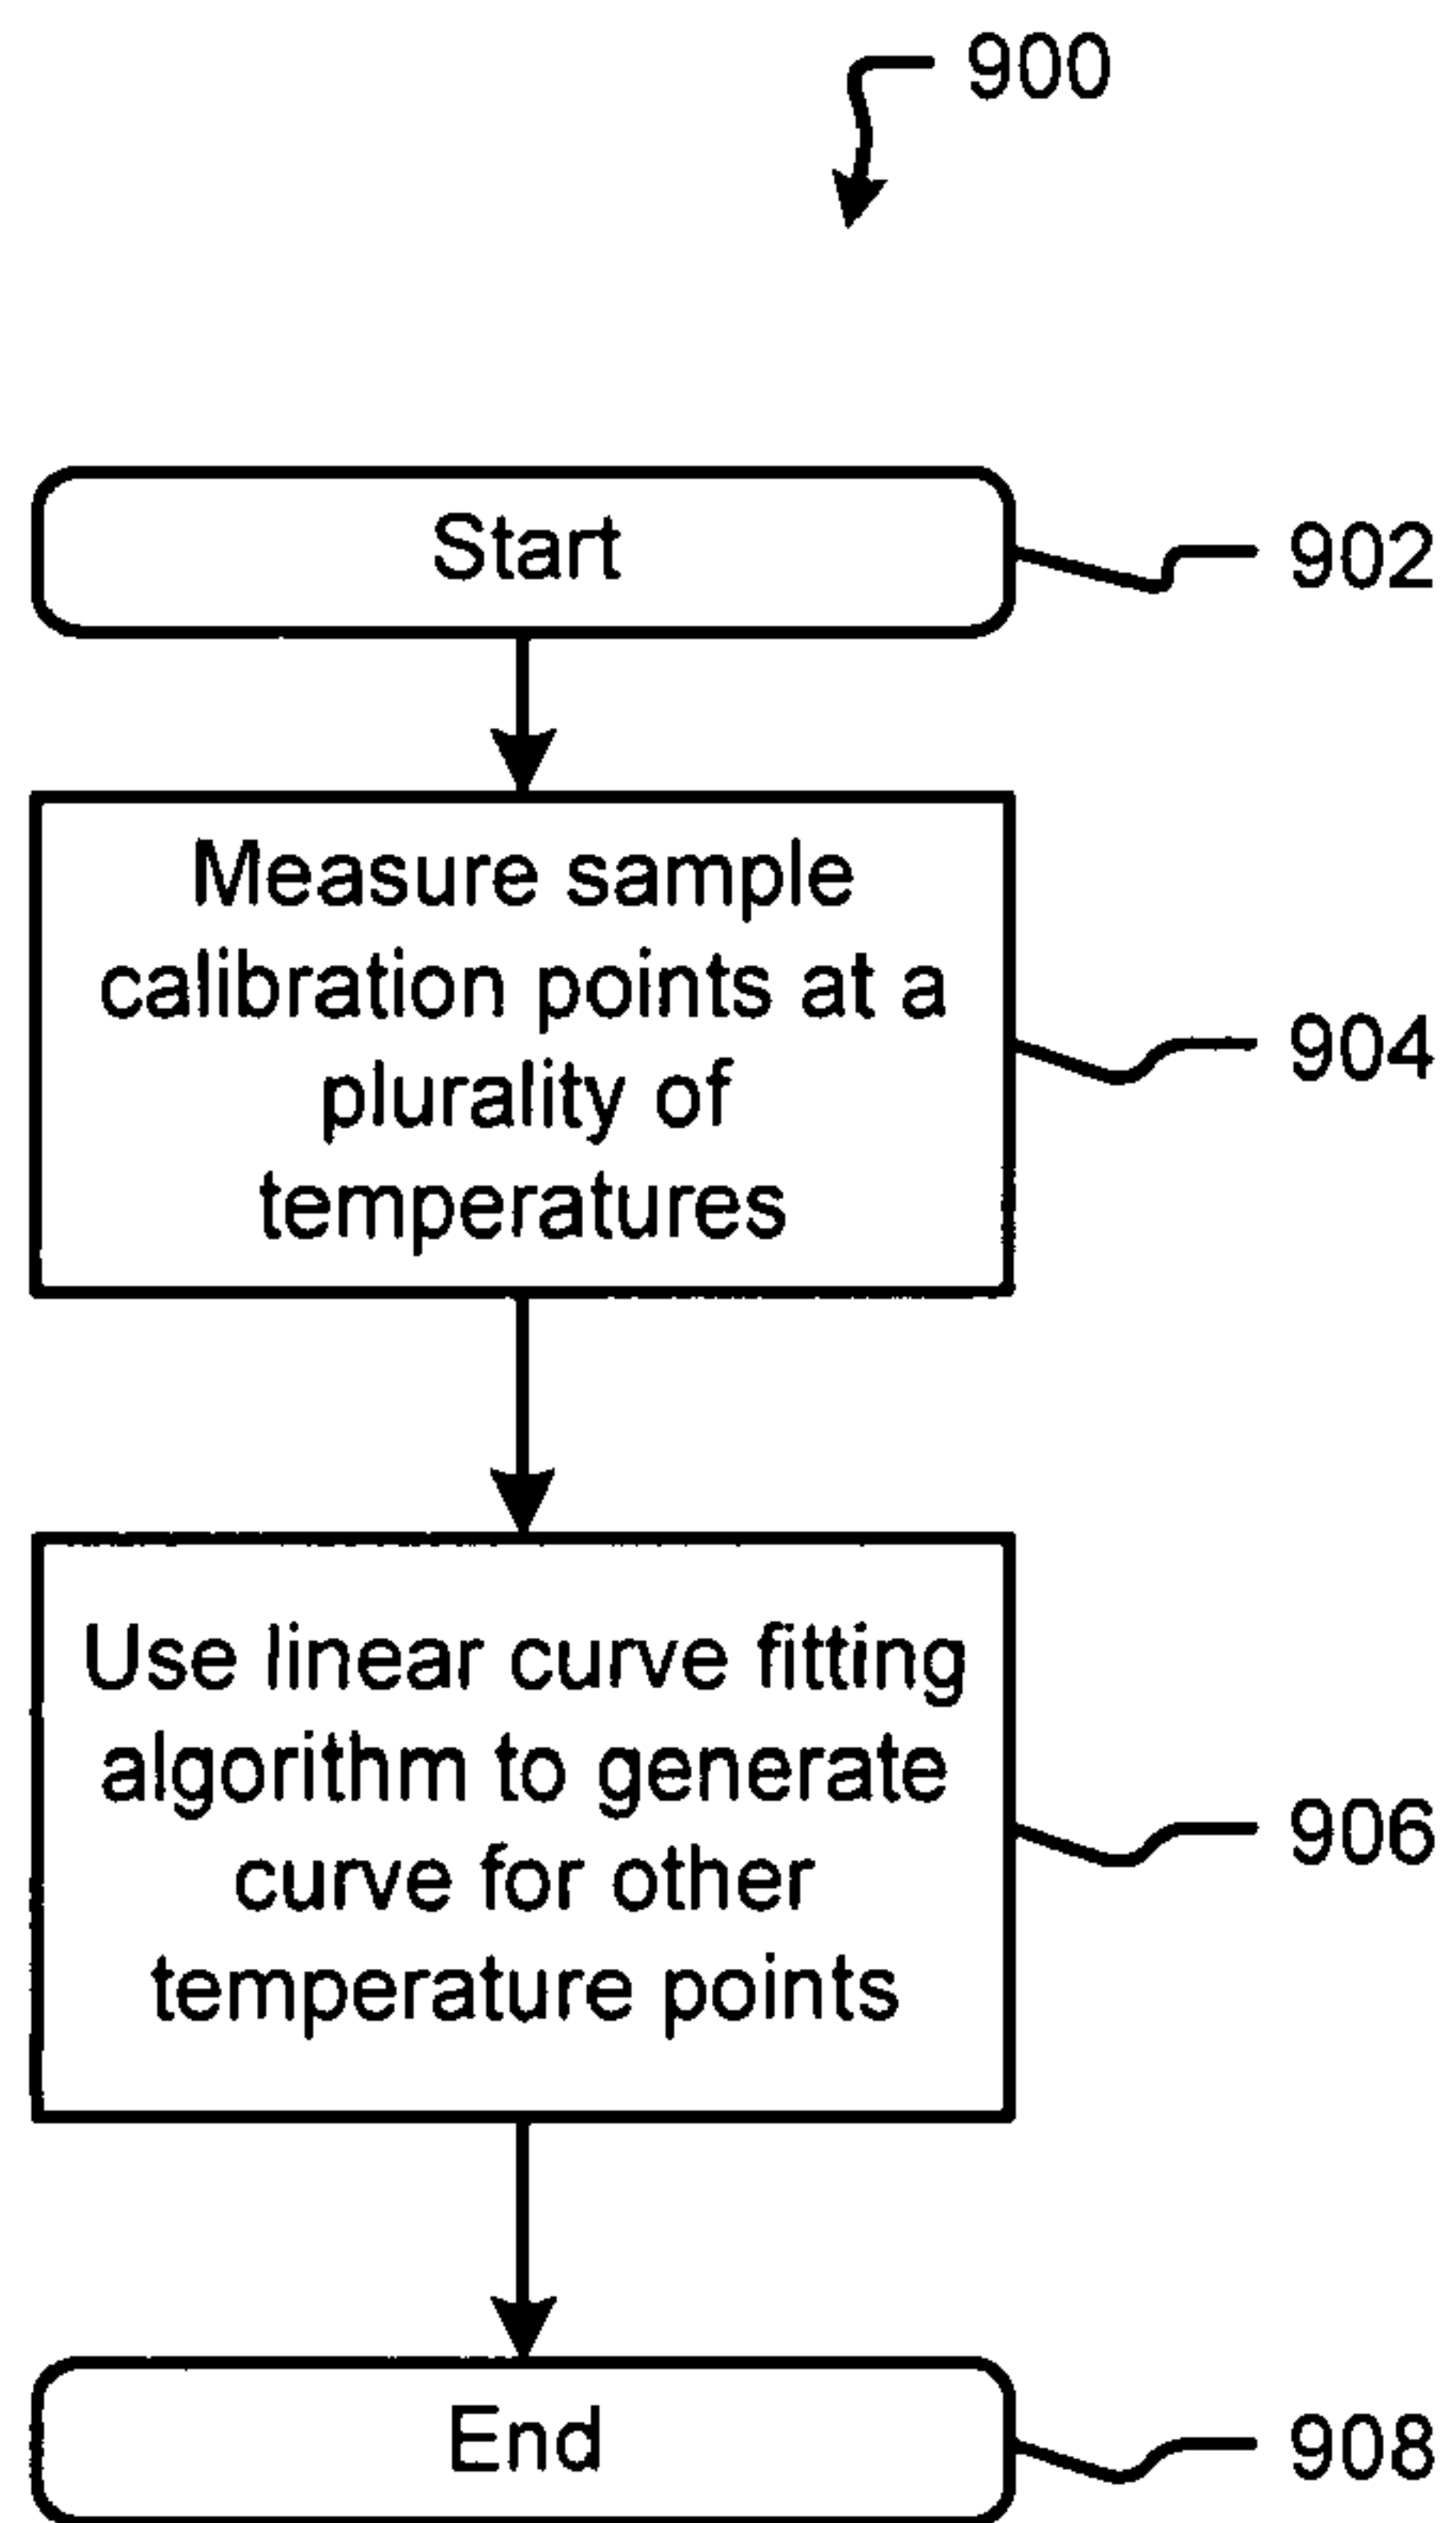 900
Start
902
Measure sample
calibration points at a
plurality of
temperatures
904
Use linear curve fitting
algorithm to generate
curve for other
temperature points
906
End
908